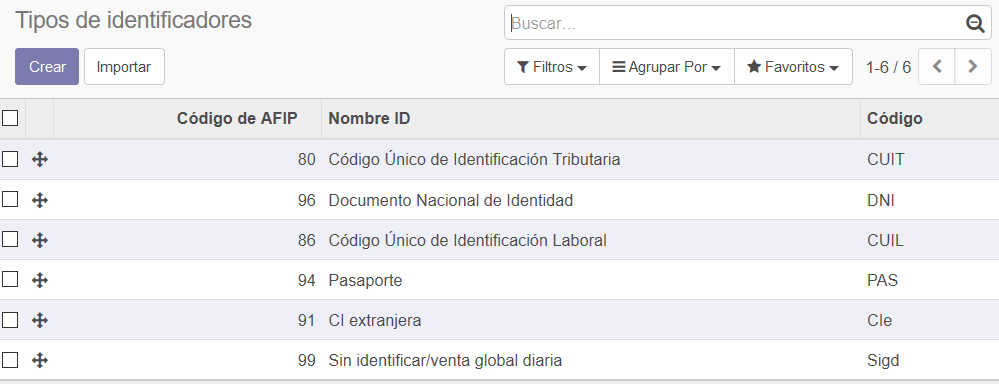 Tipos de identificadores
Buscar...
Crear Importar
Filtros Agrupar Por Favoritos 1-6 / 6
Código de AFIP Nombre ID Código
80 Código Único de Identificación Tributaria CUIT
96 Documento Nacional de Identidad DNI
86 Código Único de Identificación Laboral CUIL
94 Pasaporte PAS
91 CI extranjera CIe
99 Sin identificar/venta global diaria Sigd